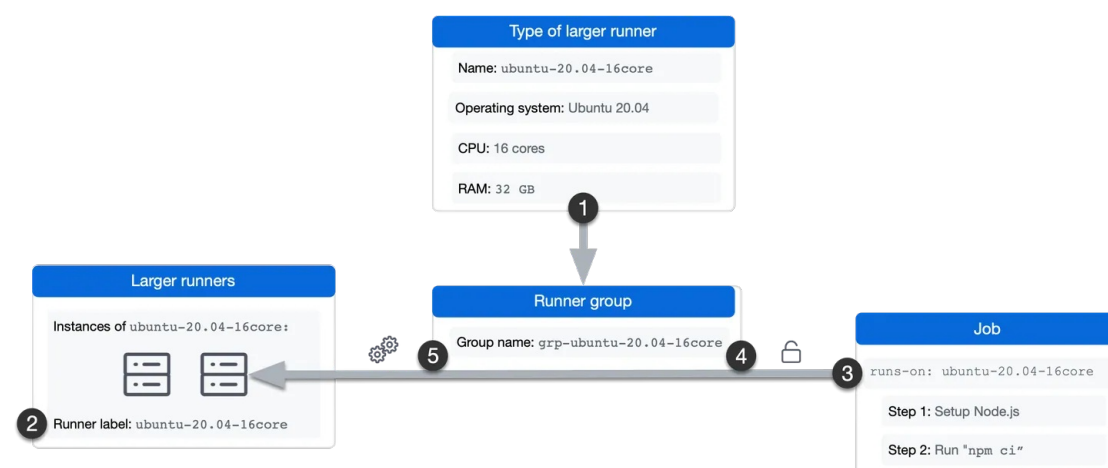 Type of larger runner
Name: ubuntu-20.04-16core
Operating system: Ubuntu 20.04
CPU: 16 cores
RAM: 32 GB
1
Larger runners
Instances of ubuntu-20.04-16core:
2 Runner label: ubuntu-20.04-16core
Runner group
5 Group name: grp-ubuntu-20.04-16core 4
Job
3 runs-on: ubuntu-20.04-16core
Step 1: Setup Node.js
Step 2: Run "npm ci"